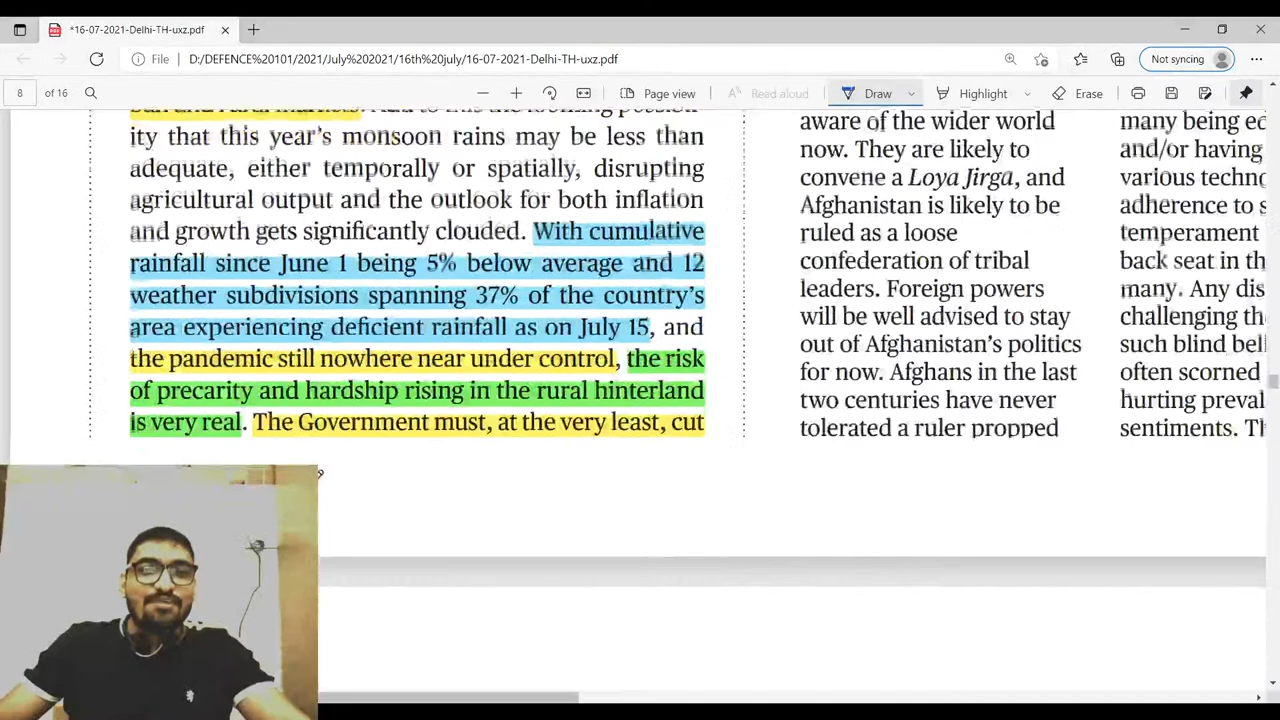 *16-07-2021-Delhi-TH-uxz.pdf
File
D:/DEFENCE%20101/2021/July%202021/16th%20july/16-07-2021-Delhi-TH-uxz.pdf
Not syncing
8 of 16
Page view
Read aloud
Draw
Highlight
Erase
ity that this year's monsoon rains may be less than
adequate, either temporally or spatially, disrupting
agricultural output and the outlook for both inflation
and growth gets significantly clouded. With cumulative
rainfall since June 1 being 5% below average and 12
weather subdivisions spanning 37% of the country's
area experiencing deficient rainfall as on July 15, and
the pandemic still nowhere near under control, the risk
of precarity and hardship rising in the rural hinterland
is very real. The Government must, at the very least, cut
aware of the wider world
now. They are likely to
convene a Loya Jirga, and
Afghanistan is likely to be
ruled as a loose
confederation of tribal
leaders. Foreign powers
will be well advised to stay
out of Afghanistan's politics
for now. Afghans in the last
two centuries have never
tolerated a ruler propped
many being
and/or having
various
adherence to
temperament
back seat in
many. Any
challenging
such blind
often scorned
hurting
sentiments.